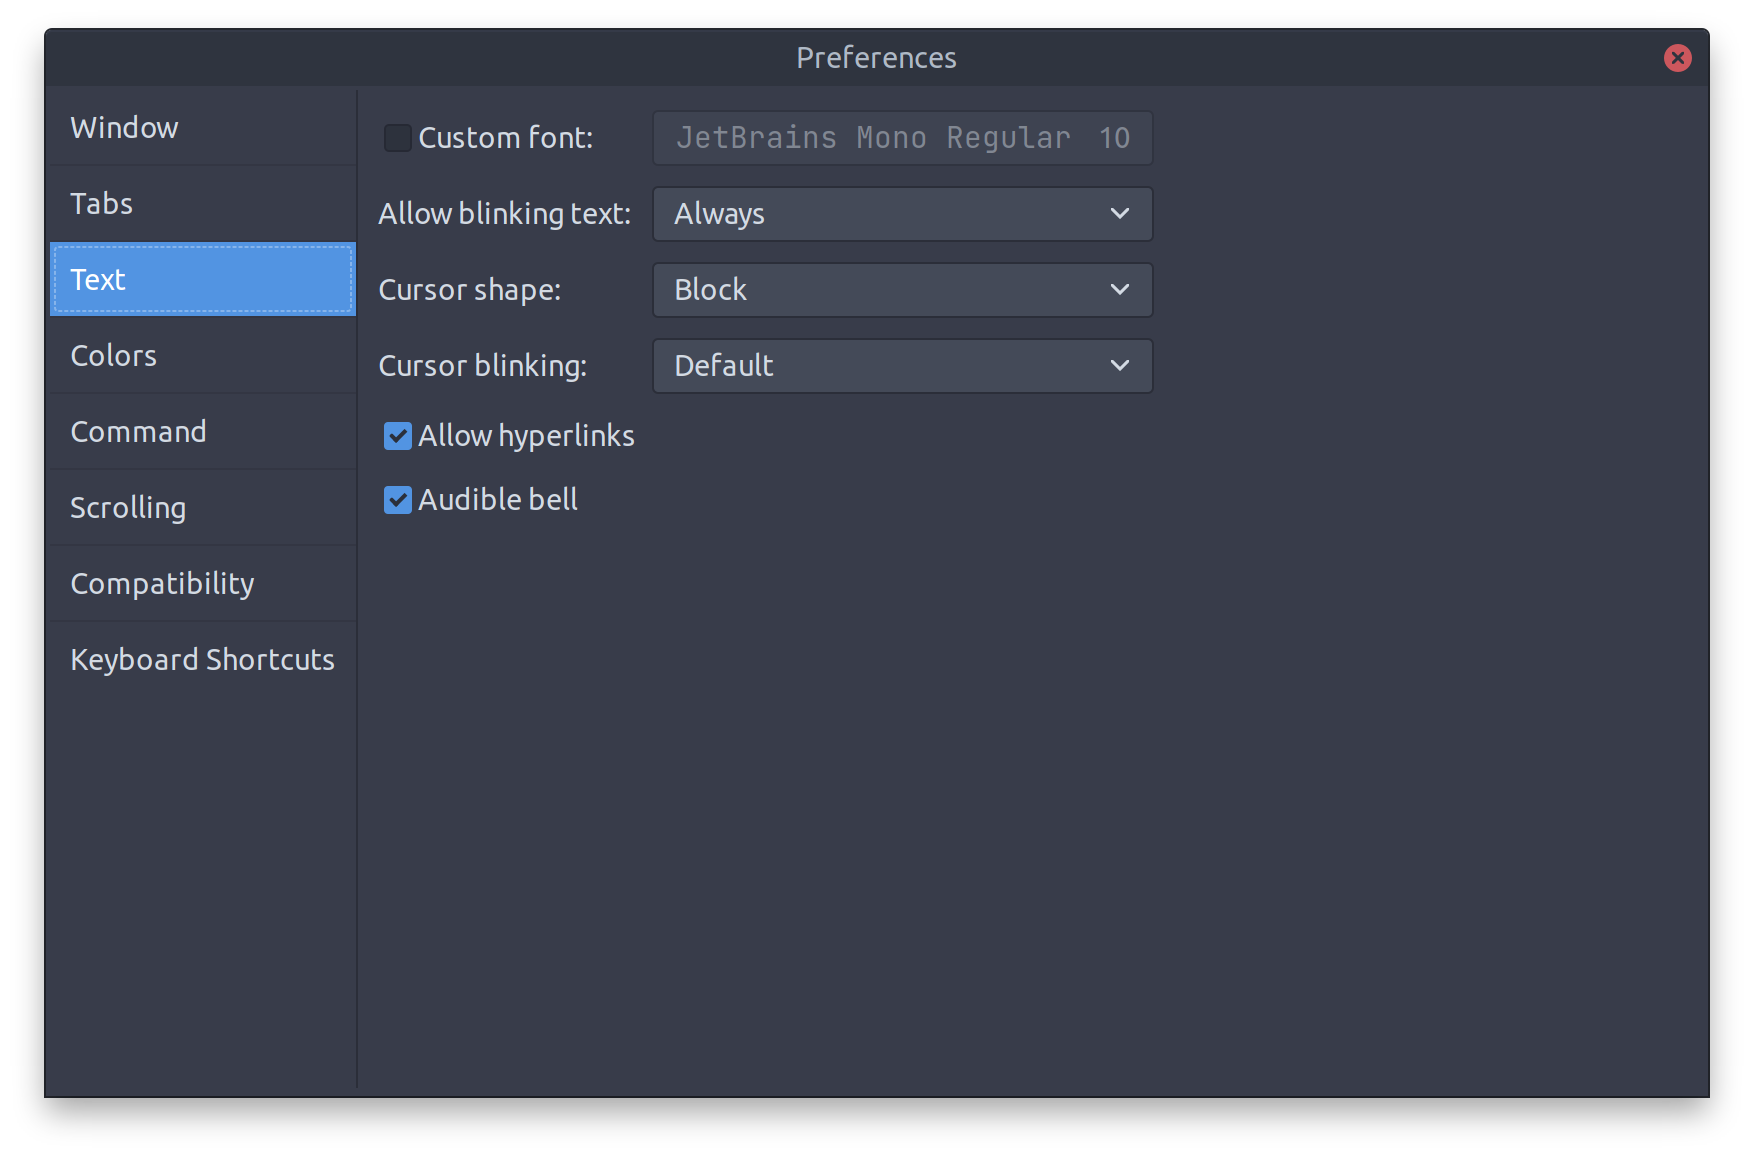 Preferences
Window
Tabs
Text
Colors
Command
Scrolling
Compatibility
Keyboard Shortcuts
Custom font: JetBrains Mono Regular 10
Allow blinking text: Always
Cursor shape: Block
Cursor blinking: Default
Allow hyperlinks
Audible bell